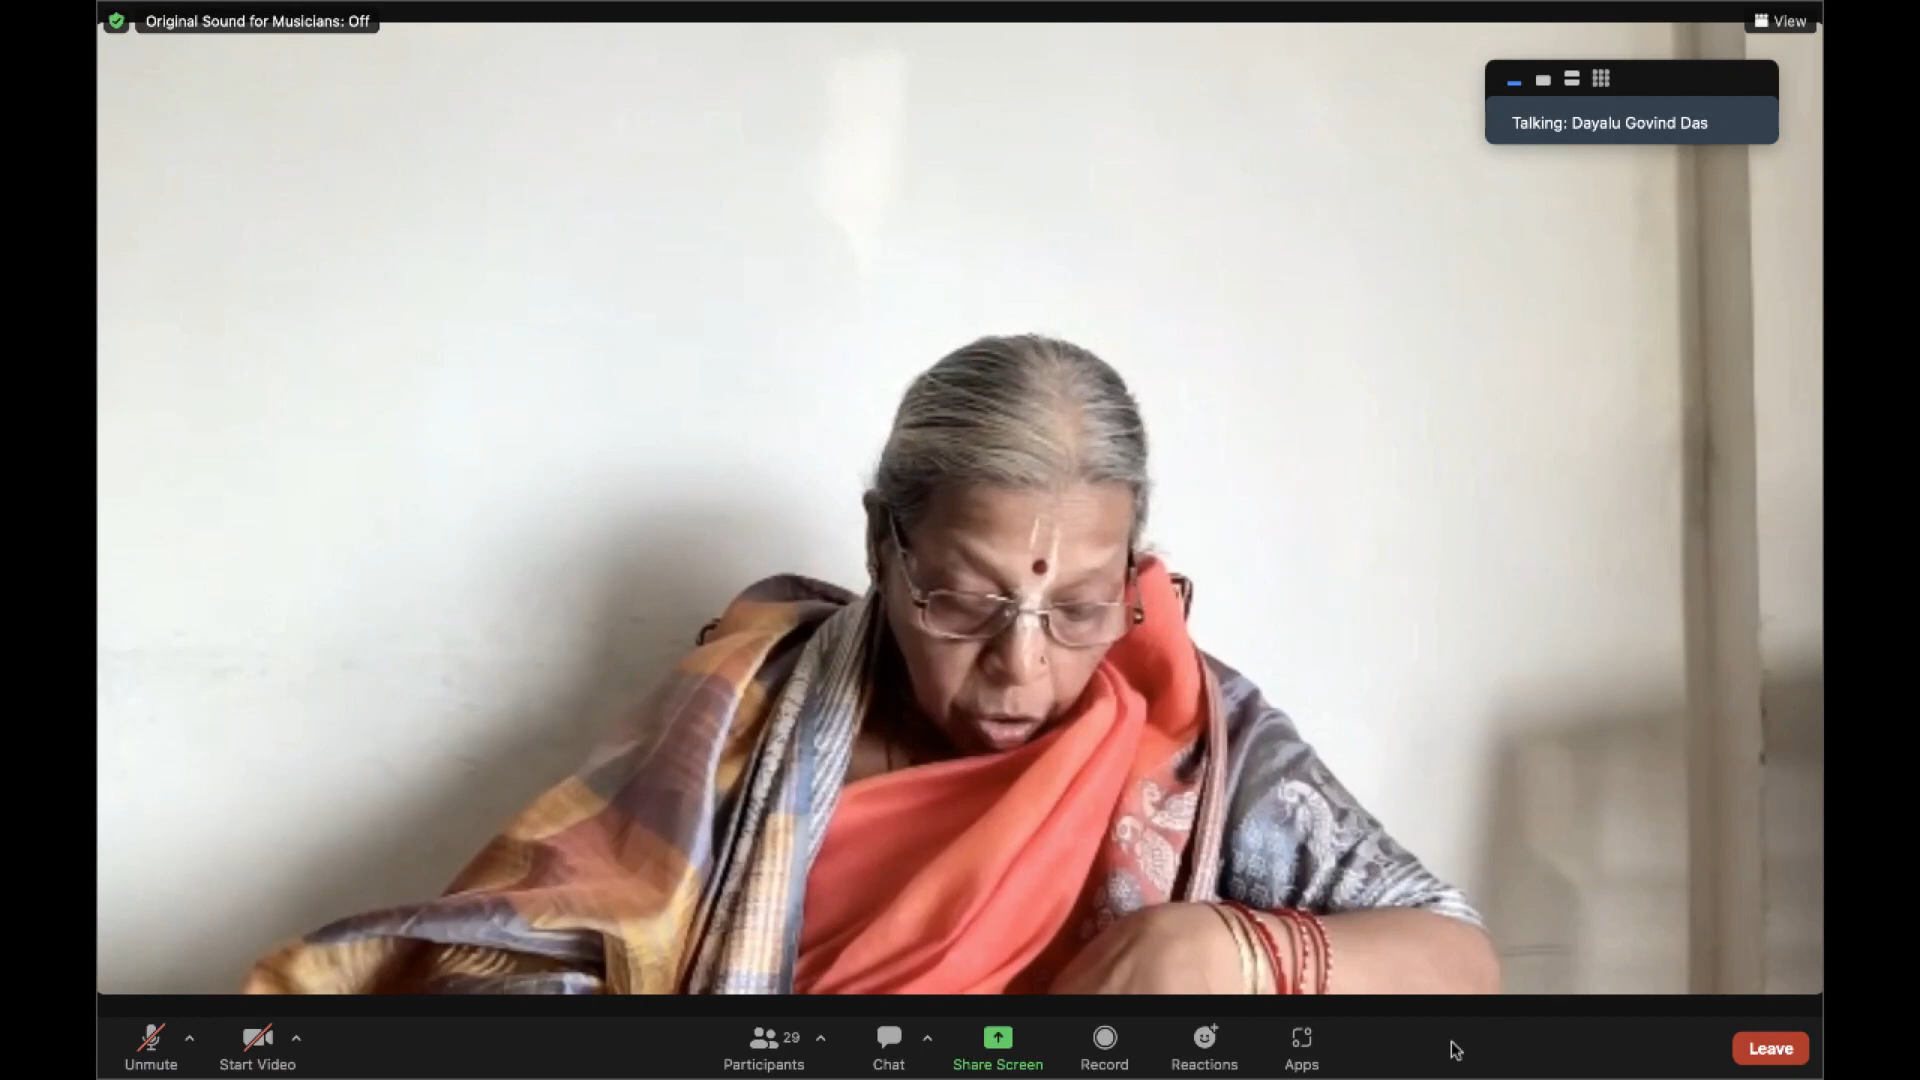 Original Sound for Musicians: Off
View
Talking: Dayalu Govind Das
Unmute
Start Video
29
Participants
Chat
Share Screen
Record
Reactions
Apps
Leave